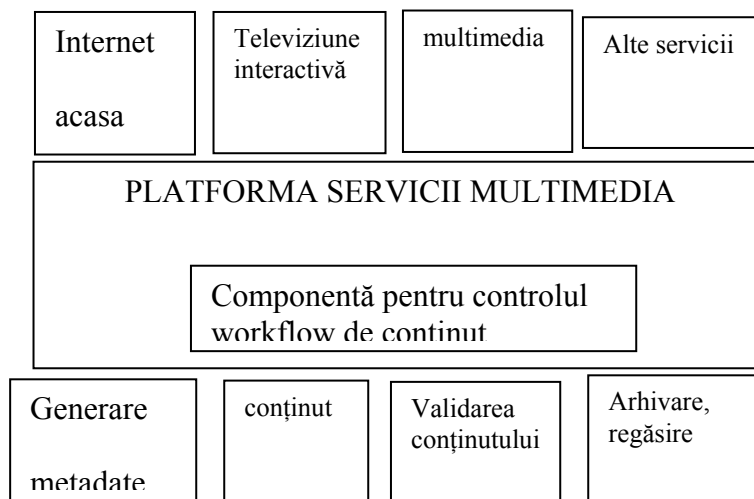 Internet
acasa
Televiziune
interactivă
multimedia
Alte servicii
PLATFORMA SERVICII MULTIMEDIA
Componentă pentru controlul
workflow de conținut
Generare
metadate
conținut
Validarea
conținutului
Arhivare,
regăsire